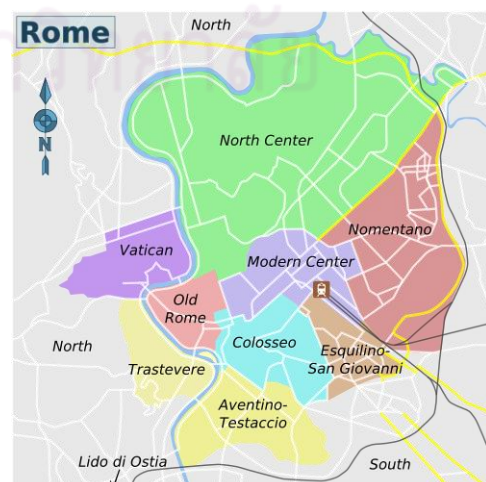 Rome
North
N
North Center
Nomentano
Vatican
Modern Center
Old
Rome
North
Colosseo
Esquilino-
San Giovanni
Trastevere
Aventino-
Testaccio
Lido di Ostia
South